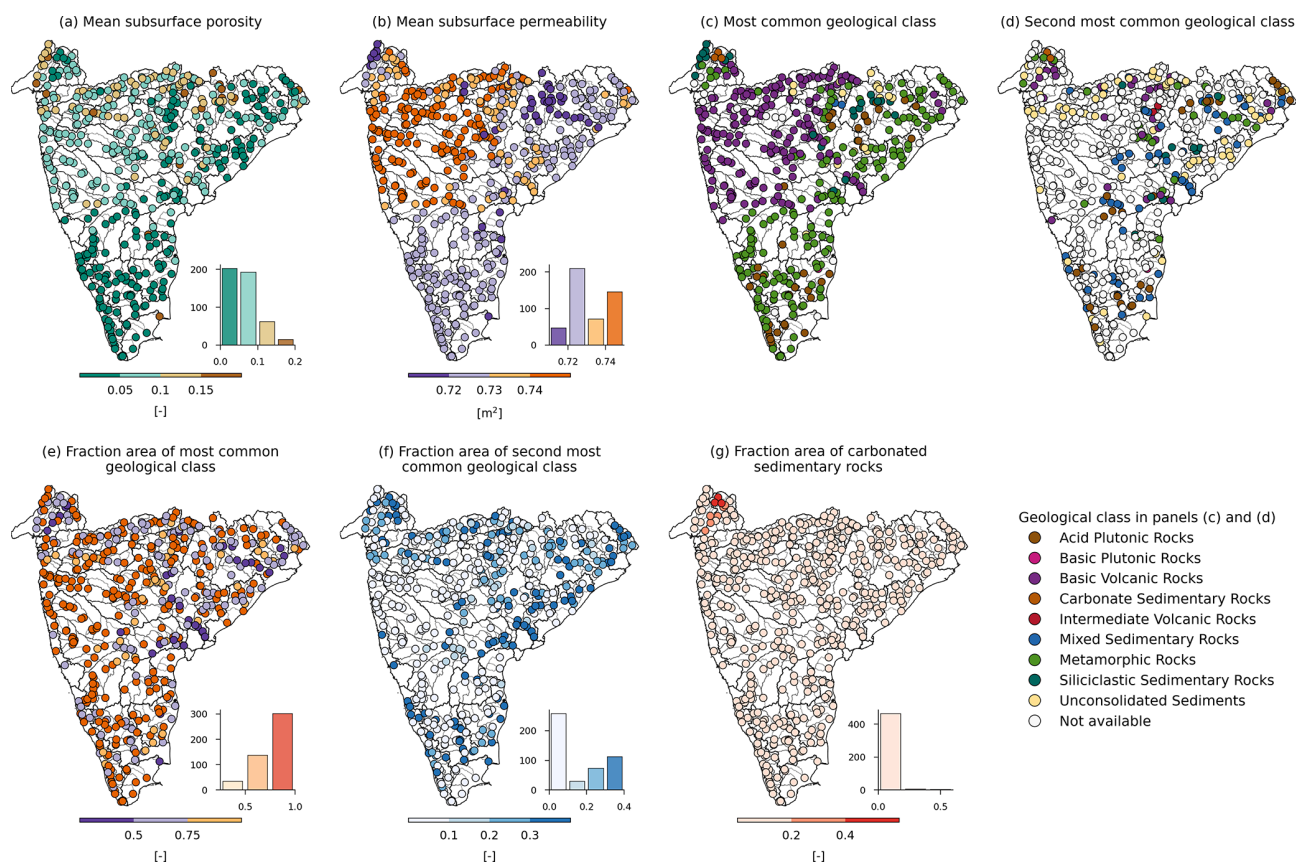 (a) Mean subsurface porosity
(b) Mean subsurface permeability
(c) Most common geological class
(d) Second most common geological class
200
100
0
0.0 0.1 0.2
0.05 0.1 0.15
[-]
200
100
0
0.72 0.74
0.72 0.73 0.74
[m²]
(e) Fraction area of most common
geological class
(f) Fraction area of second most
common geological class
(g) Fraction area of carbonated
sedimentary rocks
300
200
100
0
0.5 1.0
0.5 0.75
[-]
200
100
0
0.0 0.2 0.4
0.1 0.2 0.3
[-]
400
200
0
0.0 0.5
0.2 0.4
[-]
Geological class in panels (c) and (d)
Acid Plutonic Rocks
Basic Plutonic Rocks
Basic Volcanic Rocks
Carbonate Sedimentary Rocks
Intermediate Volcanic Rocks
Mixed Sedimentary Rocks
Metamorphic Rocks
Siliciclastic Sedimentary Rocks
Unconsolidated Sediments
Not available